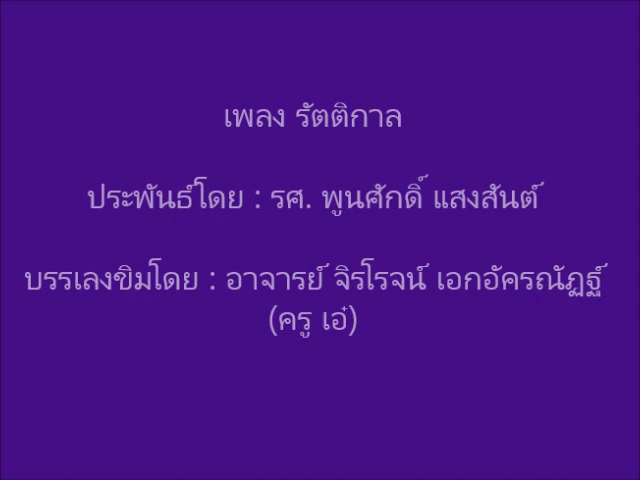 เพลง รัตติกาล
ประพันธ์โดย : รศ. พูนศักดิ์ แสงสันต์
บรรเลงขิมโดย : อาจารย์ จิรโรจน์ เอกอัครณัฏฐ์
(ครู เอ๋)